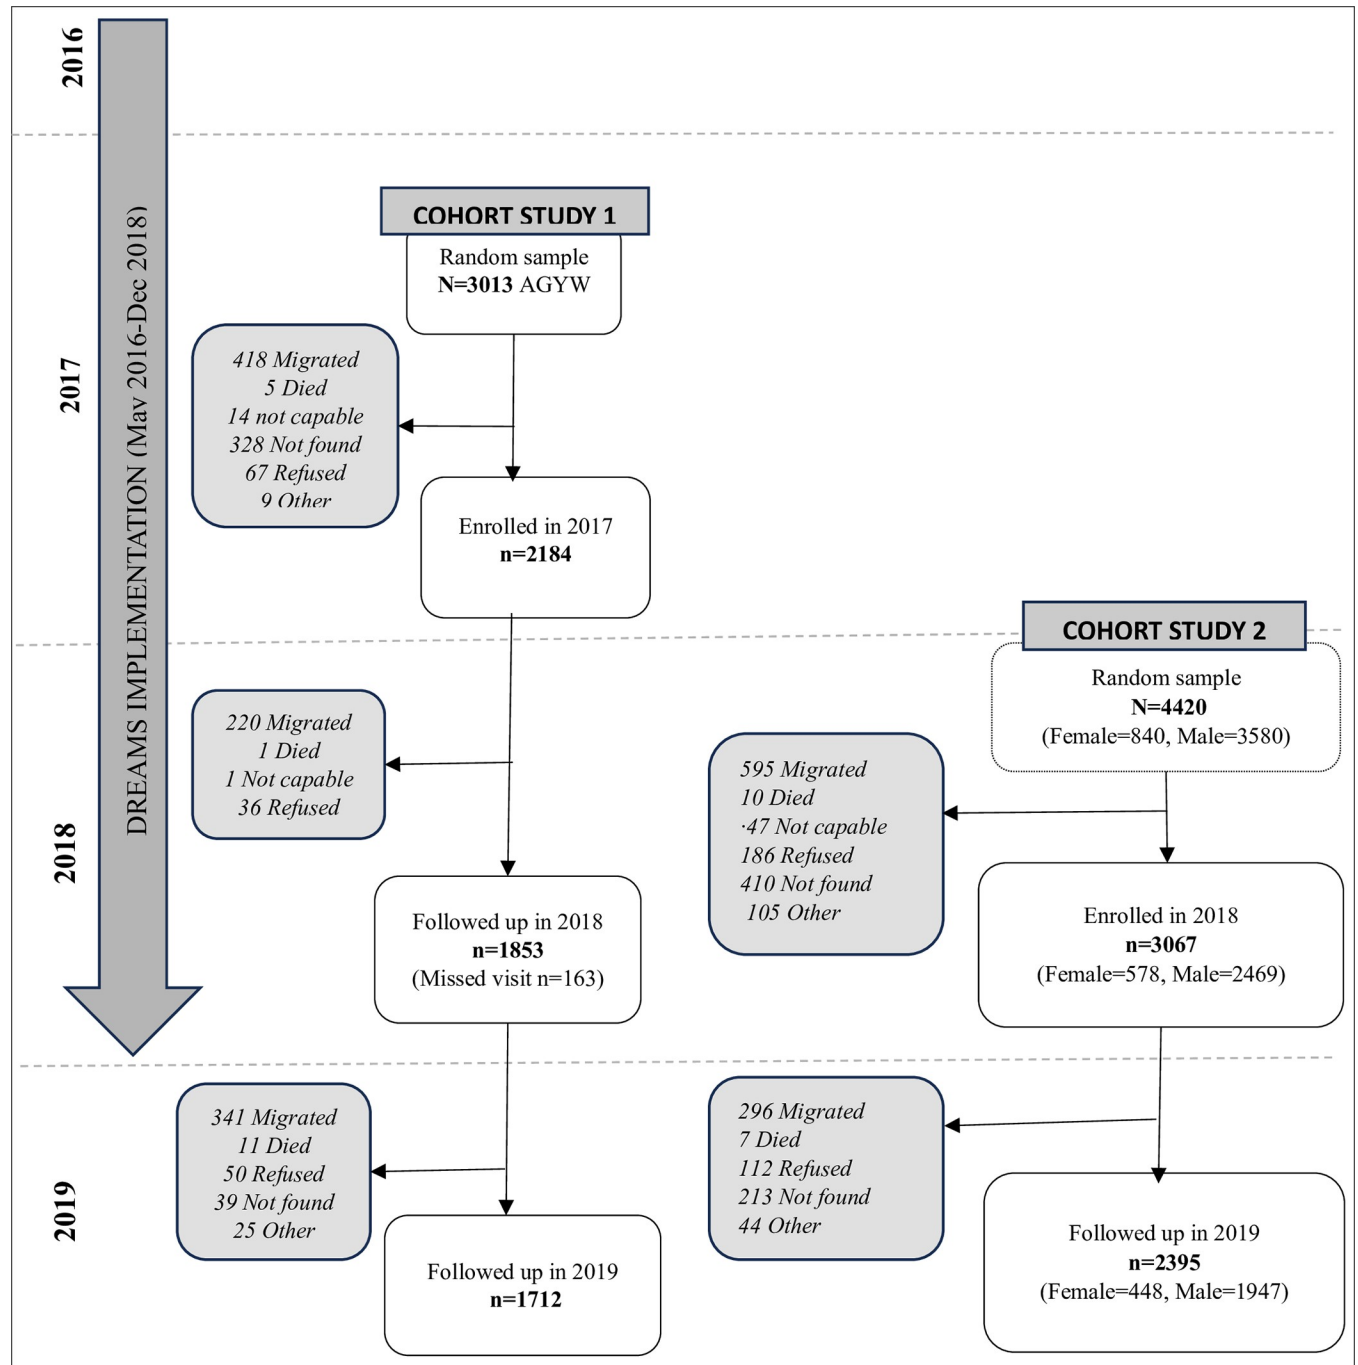 2016
DREAMS IMPLEMENTATION (May 2016-Dec 2018)
COHORT STUDY 1
Random sample
N=3013 AGYW
2017
418 Migrated
5 Died
14 not capable
328 Not found
67 Refused
9 Other
Enrolled in 2017
n=2184
COHORT STUDY 2
Random sample
N=4420
(Female=840, Male=3580)
2018
220 Migrated
1 Died
1 Not capable
36 Refused
595 Migrated
10 Died
·47 Not capable
186 Refused
410 Not found
105 Other
Followed up in 2018
n=1853
(Missed visit n=163)
Enrolled in 2018
n=3067
(Female=578, Male=2469)
2019
341 Migrated
11 Died
50 Refused
39 Not found
25 Other
296 Migrated
7 Died
112 Refused
213 Not found
44 Other
Followed up in 2019
n=1712
Followed up in 2019
n=2395
(Female=448, Male=1947)